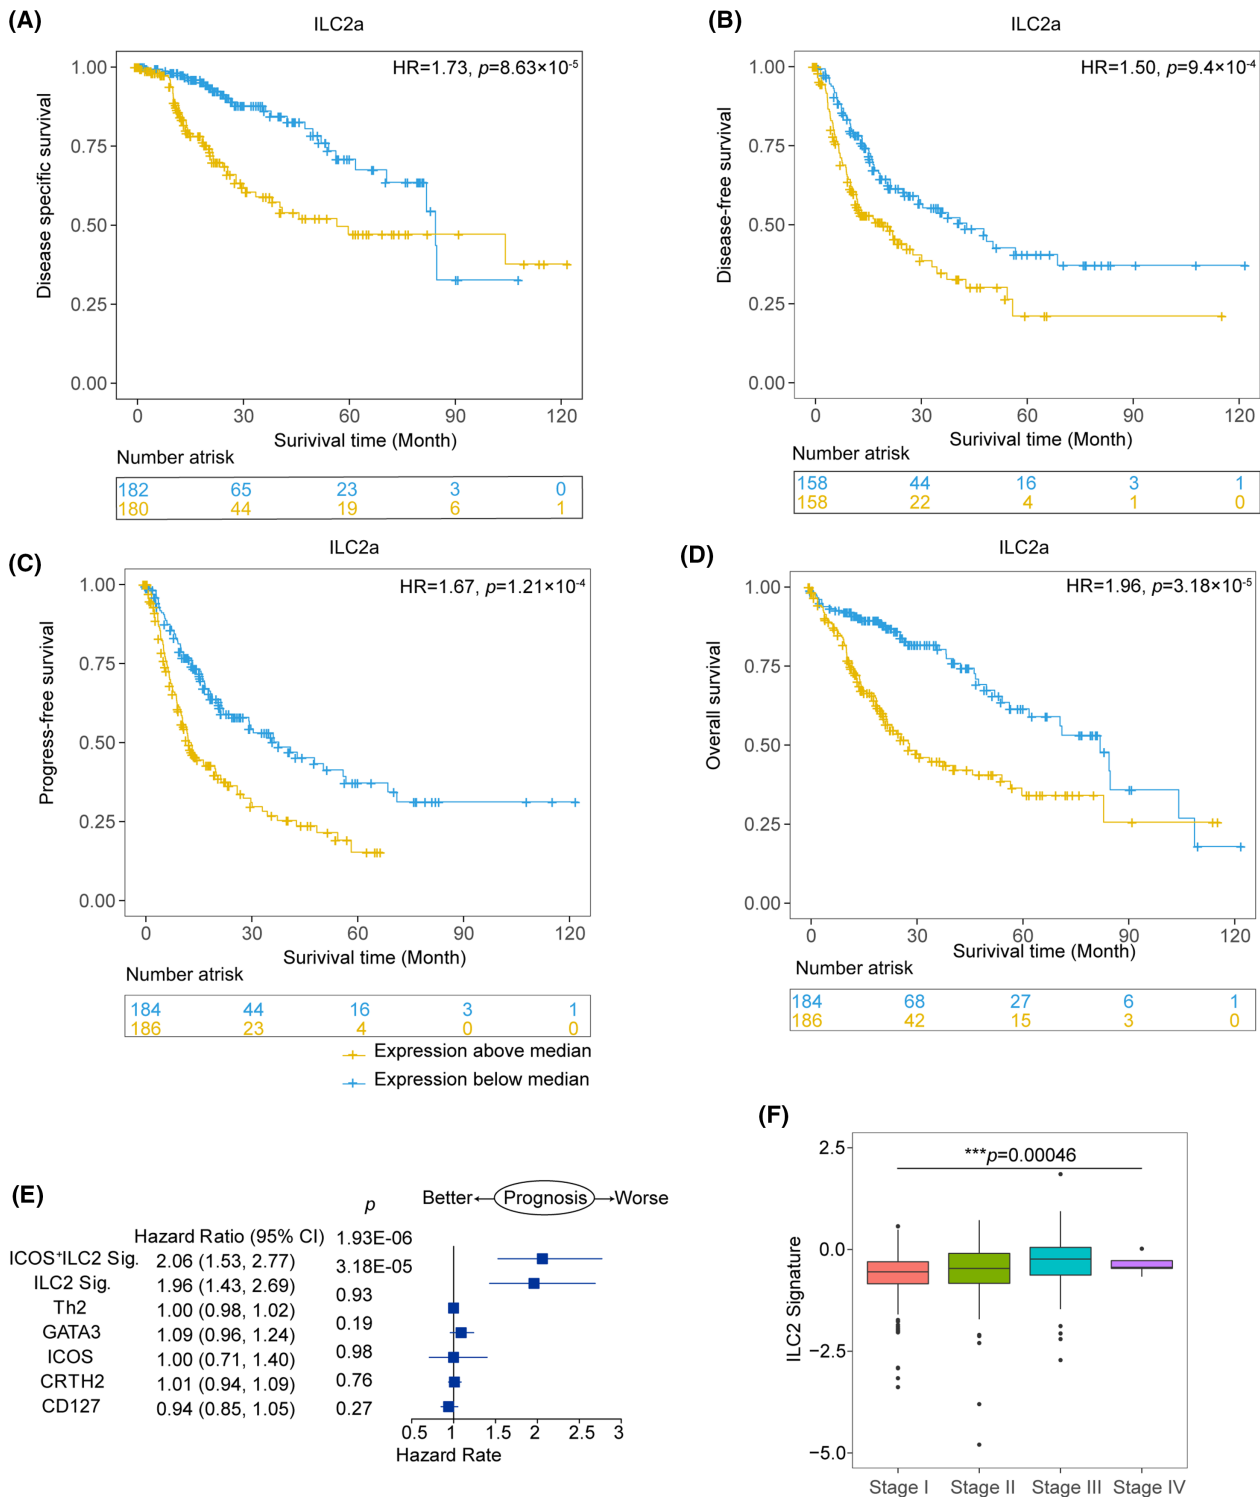 (A)
ILC2a
HR=1.73, p=8.63×10-5
Disease specific survival
1.00
0.75
0.50
0.25
0.00
0 30 60 90 120
Surivival time (Month)
Number atrisk
182 65 23 3 0
180 44 19 6 1
(B)
ILC2a
HR=1.50, p=9.4×10-4
Disease-free survival
1.00
0.75
0.50
0.25
0.00
0 30 60 90 120
Surivival time (Month)
Number atrisk
158 44 16 3 1
158 22 4 1 0
(C)
ILC2a
HR=1.67, p=1.21×10-4
Progress-free survival
1.00
0.75
0.50
0.25
0.00
0 30 60 90 120
Surivival time (Month)
Number atrisk
184 44 16 3 1
186 23 4 0 0
Expression above median
Expression below median
(D)
ILC2a
HR=1.96, p=3.18×10-5
Overall survival
1.00
0.75
0.50
0.25
0.00
0 30 60 90 120
Surivival time (Month)
Number atrisk
184 68 27 6 1
186 42 15 3 0
(E)
p
Better Prognosis Worse
Hazard Ratio (95% CI) 1.93E-06
ICOS+ILC2 Sig. 2.06 (1.53, 2.77) 3.18E-05
ILC2 Sig. 1.96 (1.43, 2.69) 0.93
Th2 1.00 (0.98, 1.02) 0.19
GATA3 1.09 (0.96, 1.24) 0.98
ICOS 1.00 (0.71, 1.40) 0.76
CRTH2 1.01 (0.94, 1.09) 0.27
CD127 0.94 (0.85, 1.05)
0.5 1 1.5 2 2.5 3
Hazard Rate
(F)
***p=0.00046
ILC2 Signature
2.5
0.0
−2.5
−5.0
Stage I Stage II Stage III Stage IV